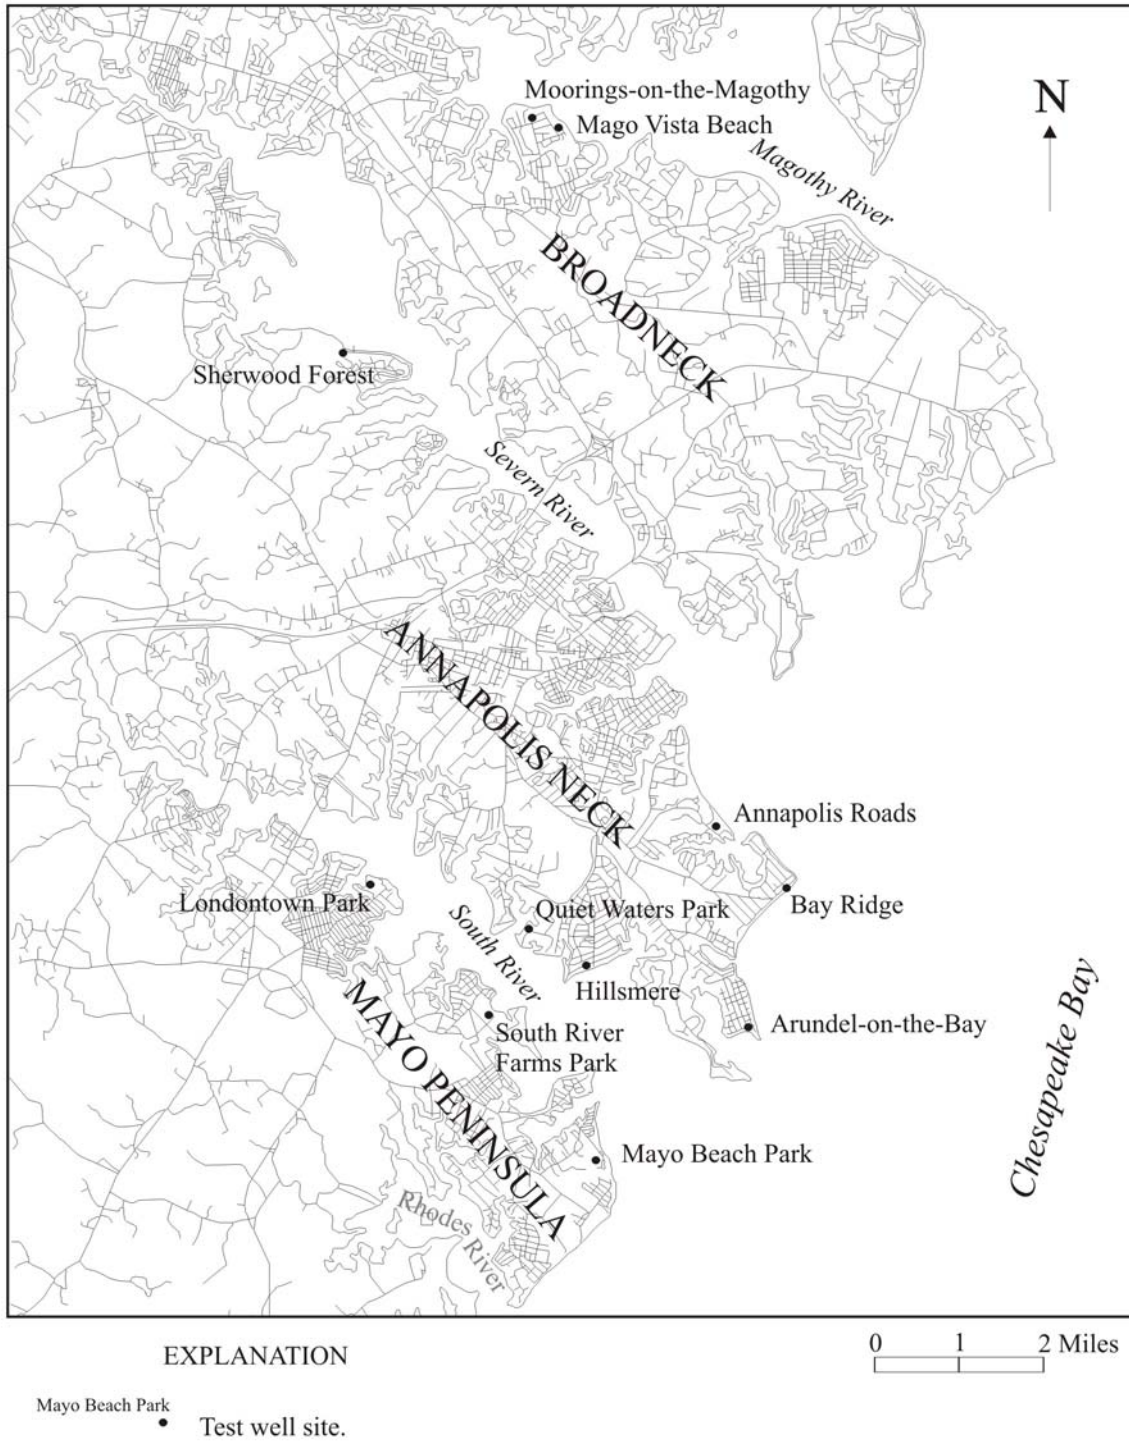 Moorings-on-the-Magothy
N
Mago Vista Beach
Magothy River
BROADNECK
Sherwood Forest
Severn River
ANNAPOLIS NECK
Annapolis Roads
Londontown Park
Quiet Waters Park
Bay Ridge
South River
Hillsmere
MAYO PENINSULA
South River
Farms Park
Arundel-on-the-Bay
Chesapeake Bay
Mayo Beach Park
Rhodes River
EXPLANATION
0 1 2 Miles
Mayo Beach Park
Test well site.